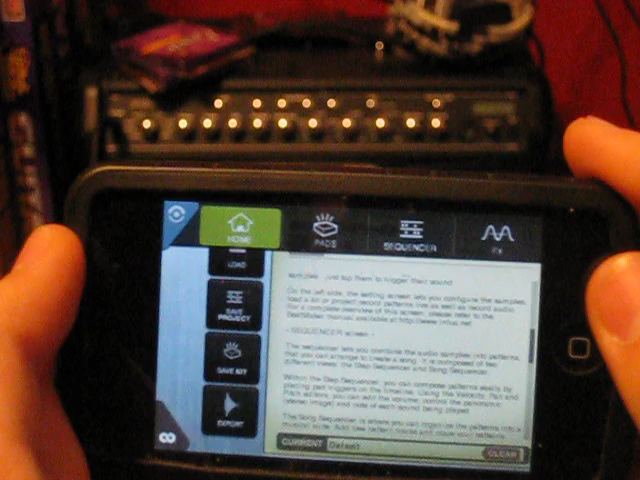 HOME
PADS
SEQUENCER
FX
LOAD
SAVE PROJECT
SAVE KIT
EXPORT
samples - just tap them to trigger their sound
On the left side, the setting screen lets you configure the samples,
load a kit or project record patterns live as well as record audio
For a complete overview of this screen, please refer to the
BeatMaker manual available at http://www.intua.net
- SEQUENCER screen -
The sequencer lets you combine the audio samples into patterns
that you can arrange to create a song. It is composed of two
different views, the Step Sequencer and Song Sequencer.
Within the Step Sequencer, you can compose patterns easily by
placing pad triggers on the timeline. Using the Velocity, Pan and
Pitch editors, you can edit the volume, control the panoramic
(stereo image) and note of each sound being played
The Song Sequencer is where you can organize the patterns into a
CURRENT Default
CLEAR